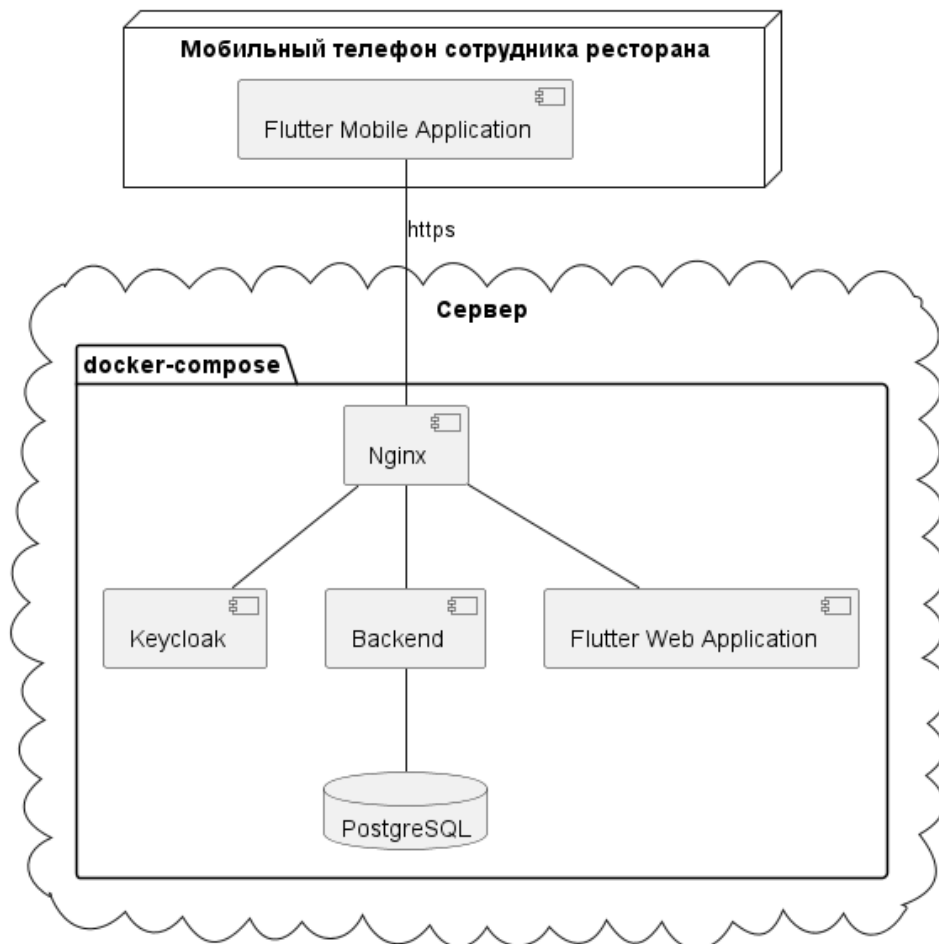 Мобильный телефон сотрудника ресторана
Flutter Mobile Application
https
Сервер
docker-compose
Nginx
Keycloak
Backend
Flutter Web Application
PostgreSQL